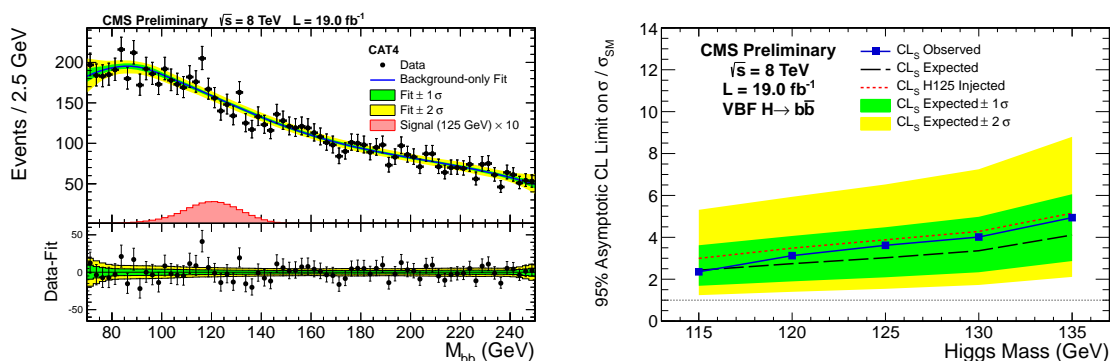 CMS Preliminary √s = 8 TeV L = 19.0 fb⁻¹
Events / 2.5 GeV
200
150
100
50
CAT4
Data
Background-only Fit
Fit ± 1 σ
Fit ± 2 σ
Signal (125 GeV) × 10
Data-Fit
50
0
-50
80 100 120 140 160 180 200 220 240
M_bb (GeV)
95% Asymptotic CL Limit on σ / σ_SM
14
12
10
8
6
4
2
0
CMS Preliminary
√s = 8 TeV
L = 19.0 fb⁻¹
VBF H→ bb̅
CL_S Observed
CL_S Expected
CL_S H125 Injected
CL_S Expected ± 1σ
CL_S Expected ± 2 σ
115 120 125 130 135
Higgs Mass (GeV)